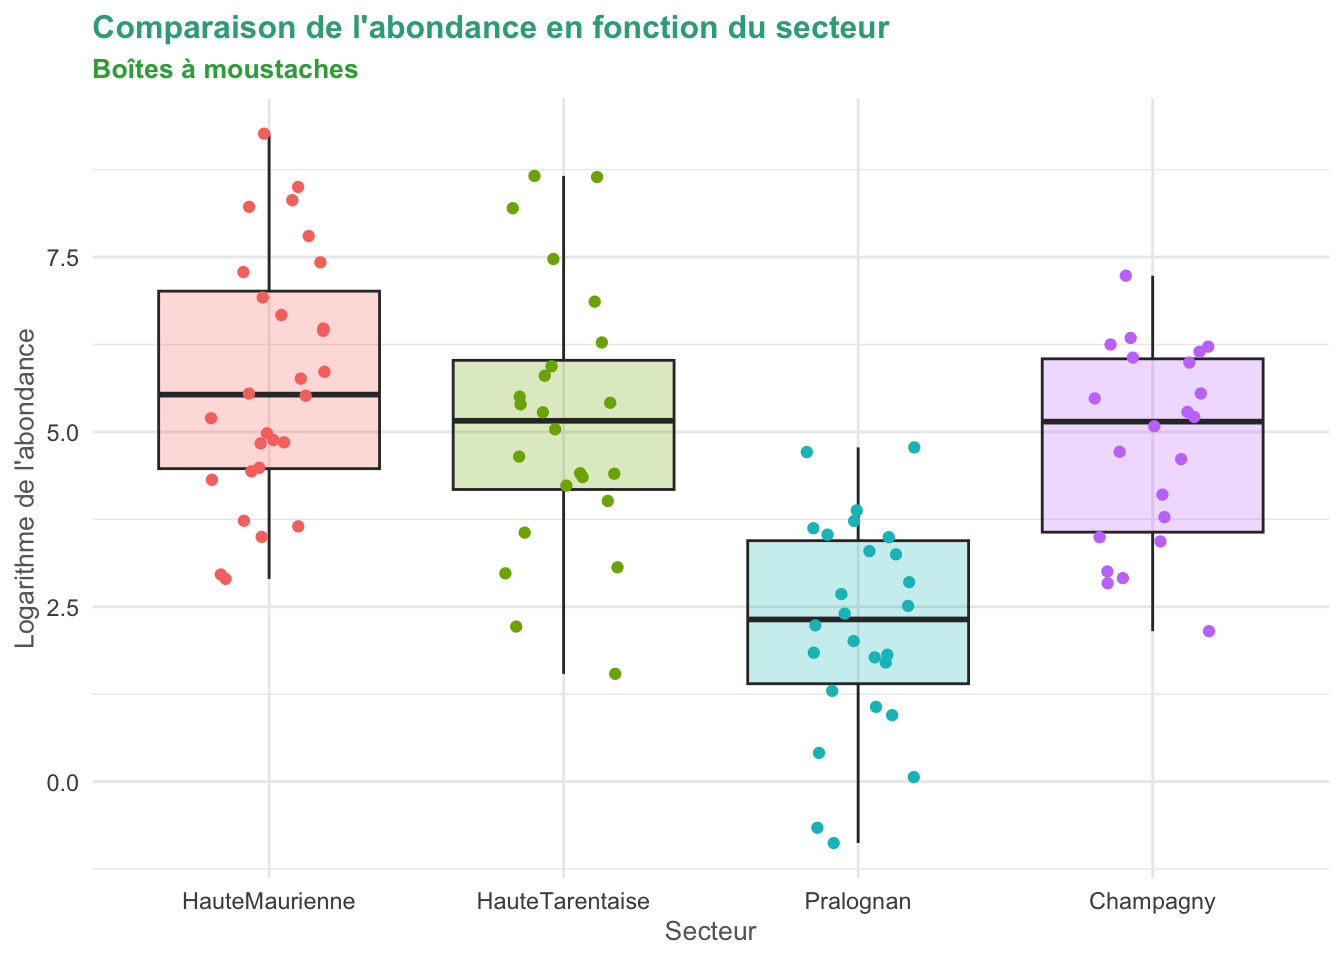 Comparaison de l'abondance en fonction du secteur
Boîtes à moustaches
Logarithme de l'abondance
7.5
5.0
2.5
0.0
HauteMaurienne
HauteTarentaise
Pralognan
Champagny
Secteur